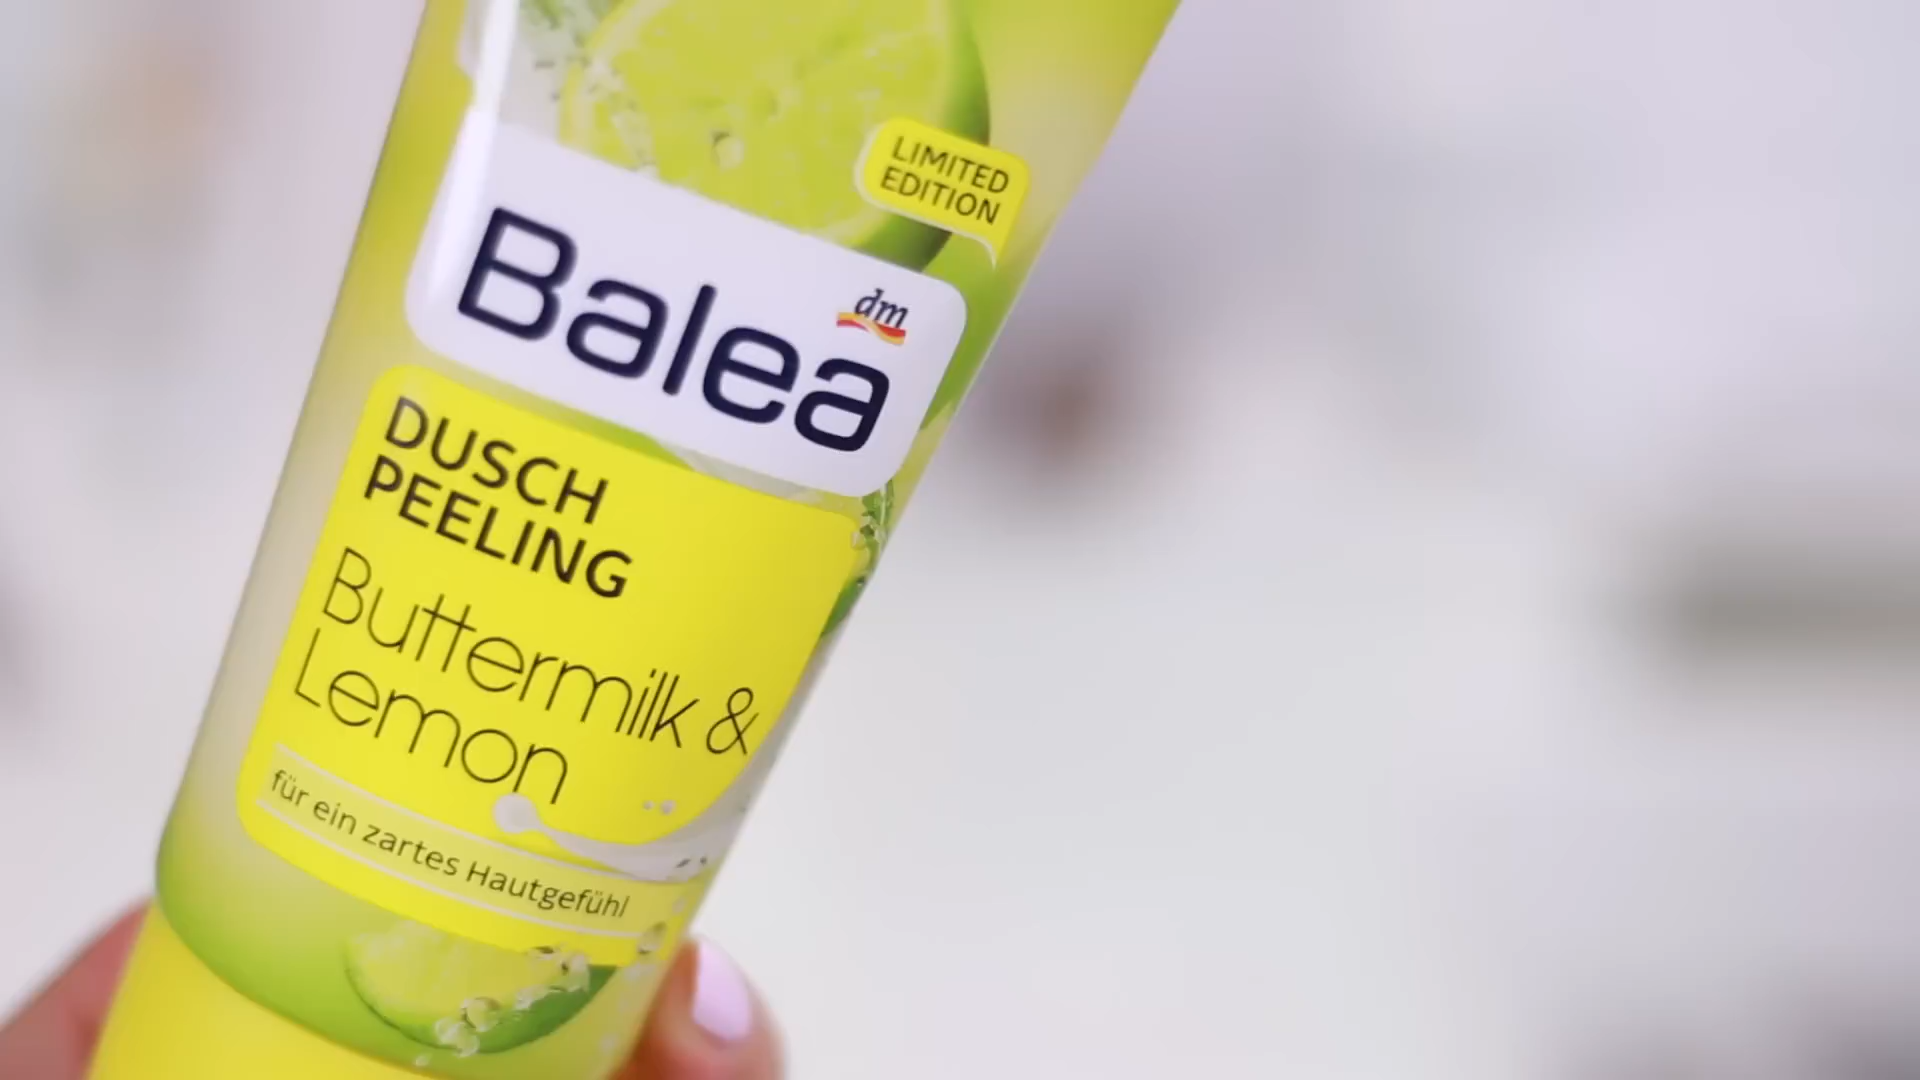 LIMITED
EDITION
dm
Balea
DUSCH
PEELING
Buttermilk &
Lemon
für ein zartes Hautgefühl